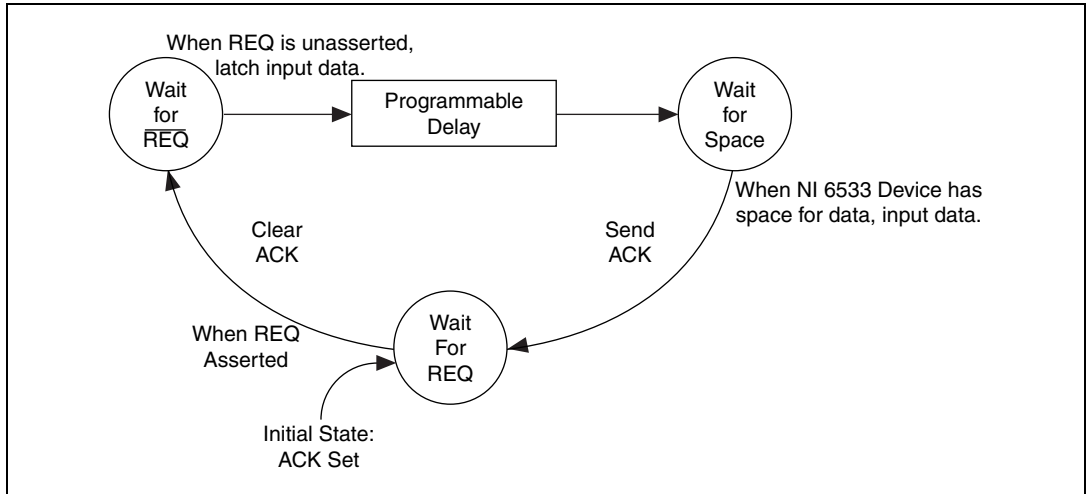 When REQ is unasserted,
latch input data.
Wait
for
R̅E̅Q̅
Programmable
Delay
Wait
for
Space
When NI 6533 Device has
space for data, input data.
Clear
ACK
Send
ACK
When REQ
Asserted
Wait
For
REQ
Initial State:
ACK Set